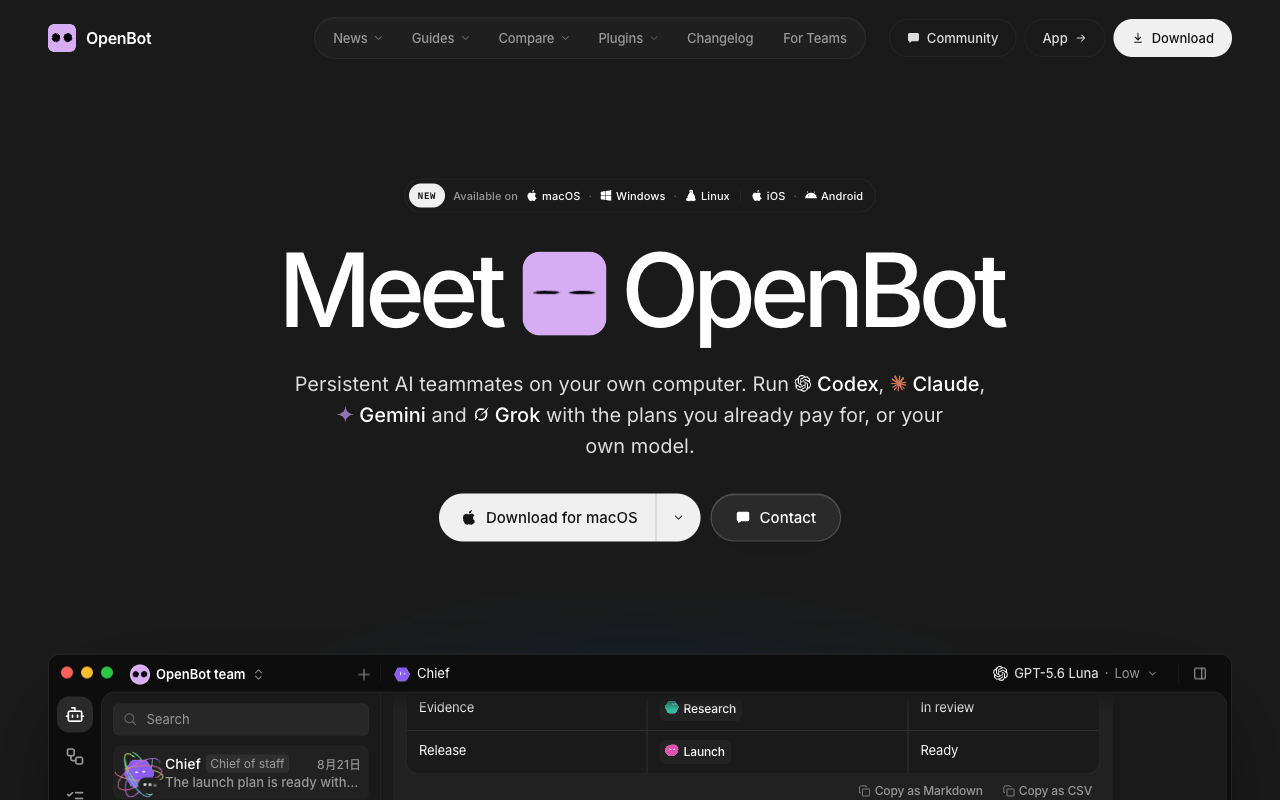 OpenBot
News
Guides
Compare
Plugins
Changelog
For Teams
Community
App
Download
NEW Available on macOS · Windows · Linux iOS · Android
Meet OpenBot
Persistent AI teammates on your own computer. Run Codex, Claude,
Gemini and Grok with the plans you already pay for, or your
own model.
Download for macOS
Contact
OpenBot team
Chief
GPT-5.6 Luna · Low
Search
Evidence
Research
In review
Release
Launch
Ready
Chief Chief of staff 8月21日
The launch plan is ready with...
Copy as Markdown
Copy as CSV